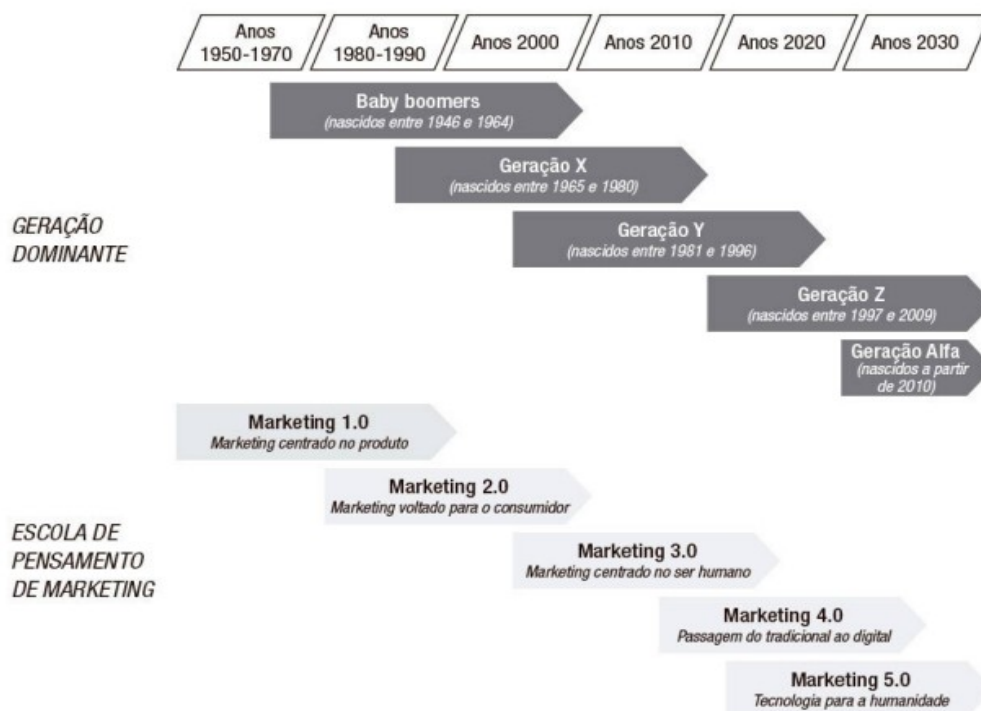 Anos
1950-1970
Anos
1980-1990
Anos 2000
Anos 2010
Anos 2020
Anos 2030
GERAÇÃO
DOMINANTE
Baby boomers
(nascidos entre 1946 e 1964)
Geração X
(nascidos entre 1965 e 1980)
Geração Y
(nascidos entre 1981 e 1996)
Geração Z
(nascidos entre 1997 e 2009)
Geração Alfa
(nascidos a partir
de 2010)
ESCOLA DE
PENSAMENTO
DE MARKETING
Marketing 1.0
Marketing centrado no produto
Marketing 2.0
Marketing voltado para o consumidor
Marketing 3.0
Marketing centrado no ser humano
Marketing 4.0
Passagem do tradicional ao digital
Marketing 5.0
Tecnologia para a humanidade